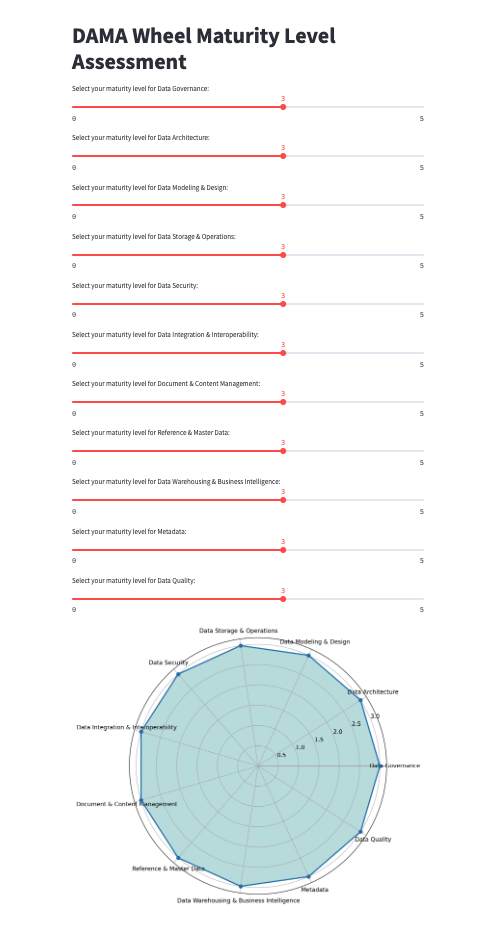 DAMA Wheel Maturity Level
Assessment
Select your maturity level for Data Governance:
3
0 5
Select your maturity level for Data Architecture:
3
0 5
Select your maturity level for Data Modeling & Design:
3
0 5
Select your maturity level for Data Storage & Operations:
3
0 5
Select your maturity level for Data Security:
3
0 5
Select your maturity level for Data Integration & Interoperability:
3
0 5
Select your maturity level for Document & Content Management:
3
0 5
Select your maturity level for Reference & Master Data:
3
0 5
Select your maturity level for Data Warehousing & Business Intelligence:
3
0 5
Select your maturity level for Metadata:
3
0 5
Select your maturity level for Data Quality:
3
0 5
Data Storage & Operations
Data Modeling & Design
Data Security
Data Architecture
3.0
2.5
Data Integration & Interoperability
2.0
1.5
1.0
0.5
Data Governance
Document & Content Management
Data Quality
Reference & Master Data
Metadata
Data Warehousing & Business Intelligence